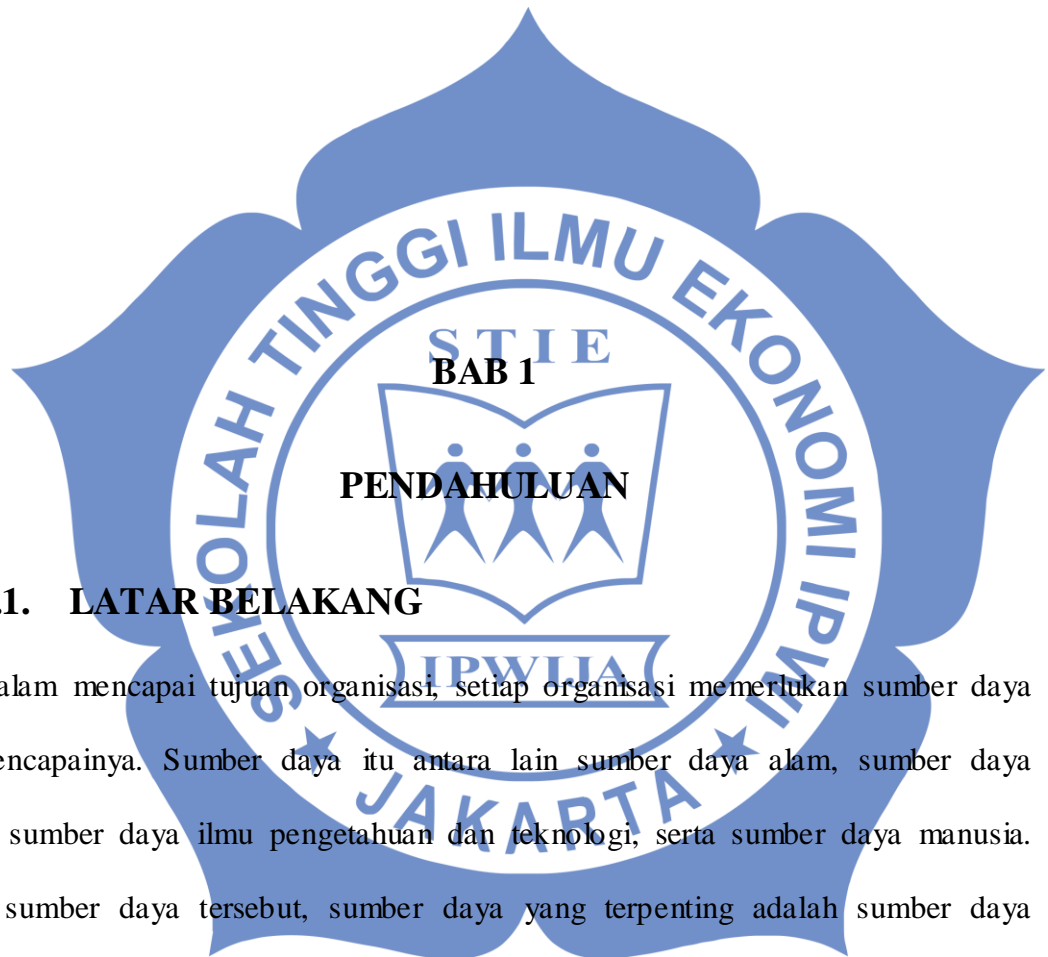 SEKOLAH TINGGI ILMU EKONOMI IPWI
STIE
BAB 1
PENDAHULUAN
.1. LATAR BELAKANG
IPWIJA
alam mencapai tujuan organisasi, setiap organisasi memerlukan sumber daya
encapainya. Sumber daya itu antara lain sumber daya alam, sumber daya
★ JAKARTA ★
sumber daya ilmu pengetahuan dan teknologi, serta sumber daya manusia.
sumber daya tersebut, sumber daya yang terpenting adalah sumber daya